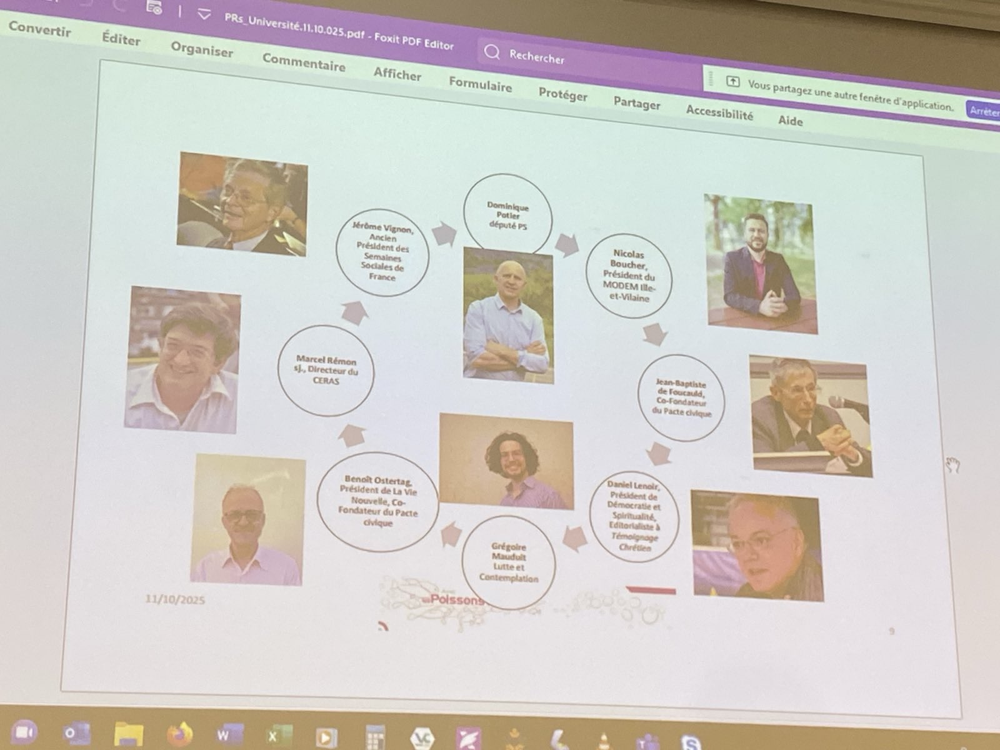 PRs_Université.11.10.025.pdf - Foxit PDF Editor
Rechercher
Convertir
Éditer
Organiser
Commentaire
Afficher
Formulaire
Protéger
Partager
Accessibilité
Aide
Vous partagez une autre fenêtre d'application.
Arrêter
Jérôme Vignon,
Ancien
Président des
Semaines
Sociales de
France
Dominique
Potier
député PS
Nicolas
Boucher,
Président du
MODEM Ille-
et-Vilaine
Marcel Rémon
sj., Directeur du
CERAS
Jean-Baptiste
de Foucauld,
Co-Fondateur
du Pacte civique
Benoît Ostertag,
Président de La Vie
Nouvelle, Co-
Fondateur du Pacte
civique
Daniel Lenoir,
Président de
Démocratie et
Spiritualité,
Editorialiste à
Témoignage
Chrétien
Grégoire
Mauduit
Lutte et
Contemplation
11/10/2025
Poissons
9